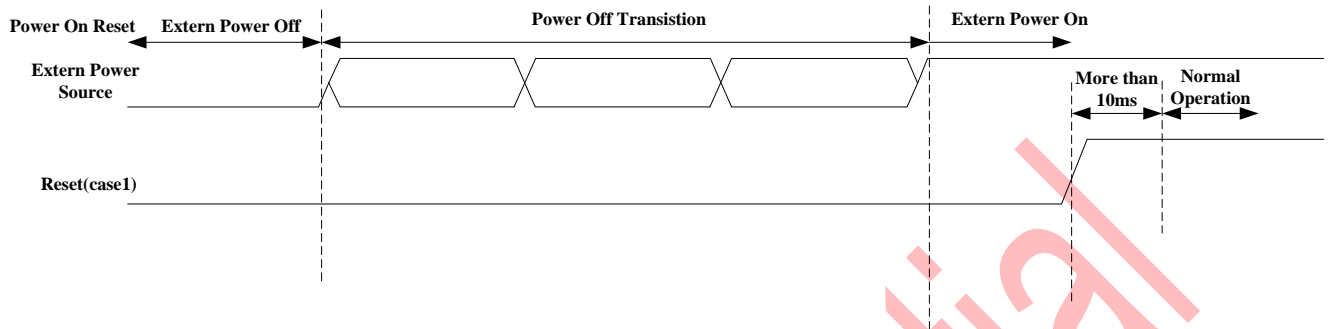 Power On Reset
Extern Power Off
Power Off Transistion
Extern Power On
Extern Power
Source
More than
10ms
Normal
Operation
Reset(case1)